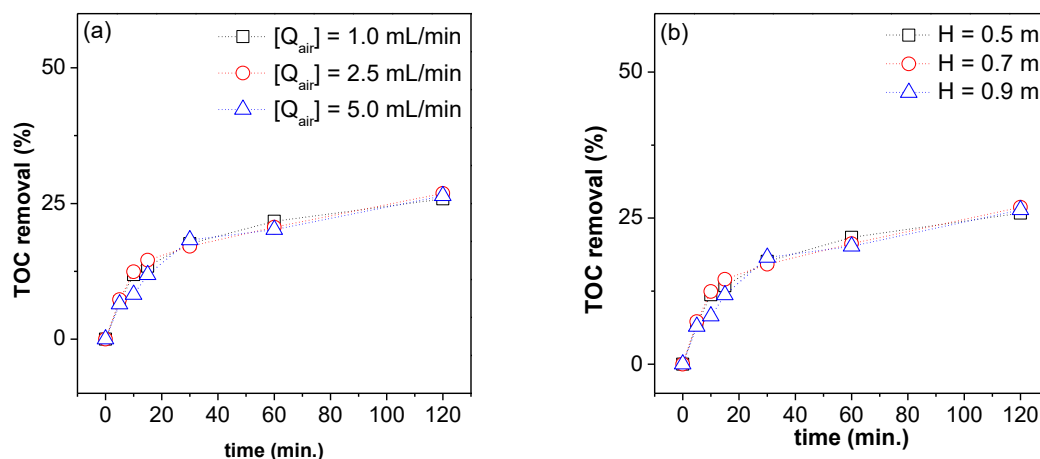 (a)
[Q_air] = 1.0 mL/min
[Q_air] = 2.5 mL/min
[Q_air] = 5.0 mL/min
TOC removal (%)
50
25
0
0 20 40 60 80 100 120
time (min.)
(b)
H = 0.5 m
H = 0.7 m
H = 0.9 m
TOC removal (%)
50
25
0
0 20 40 60 80 100 120
time (min.)